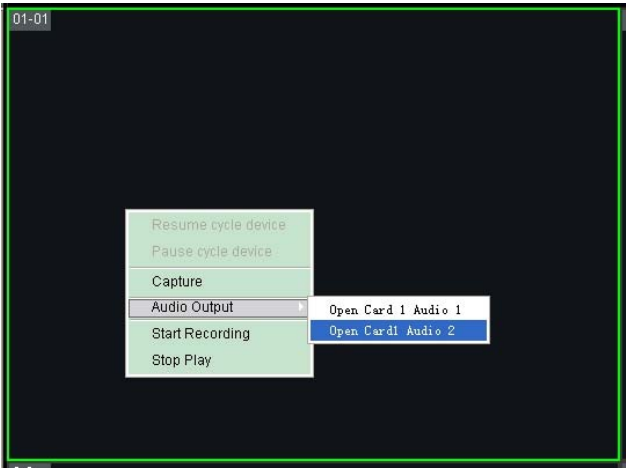 01-01
Resume cycle device
Pause cycle device
Capture
Audio Output
Open Card 1 Audio 1
Start Recording
Open Card1 Audio 2
Stop Play